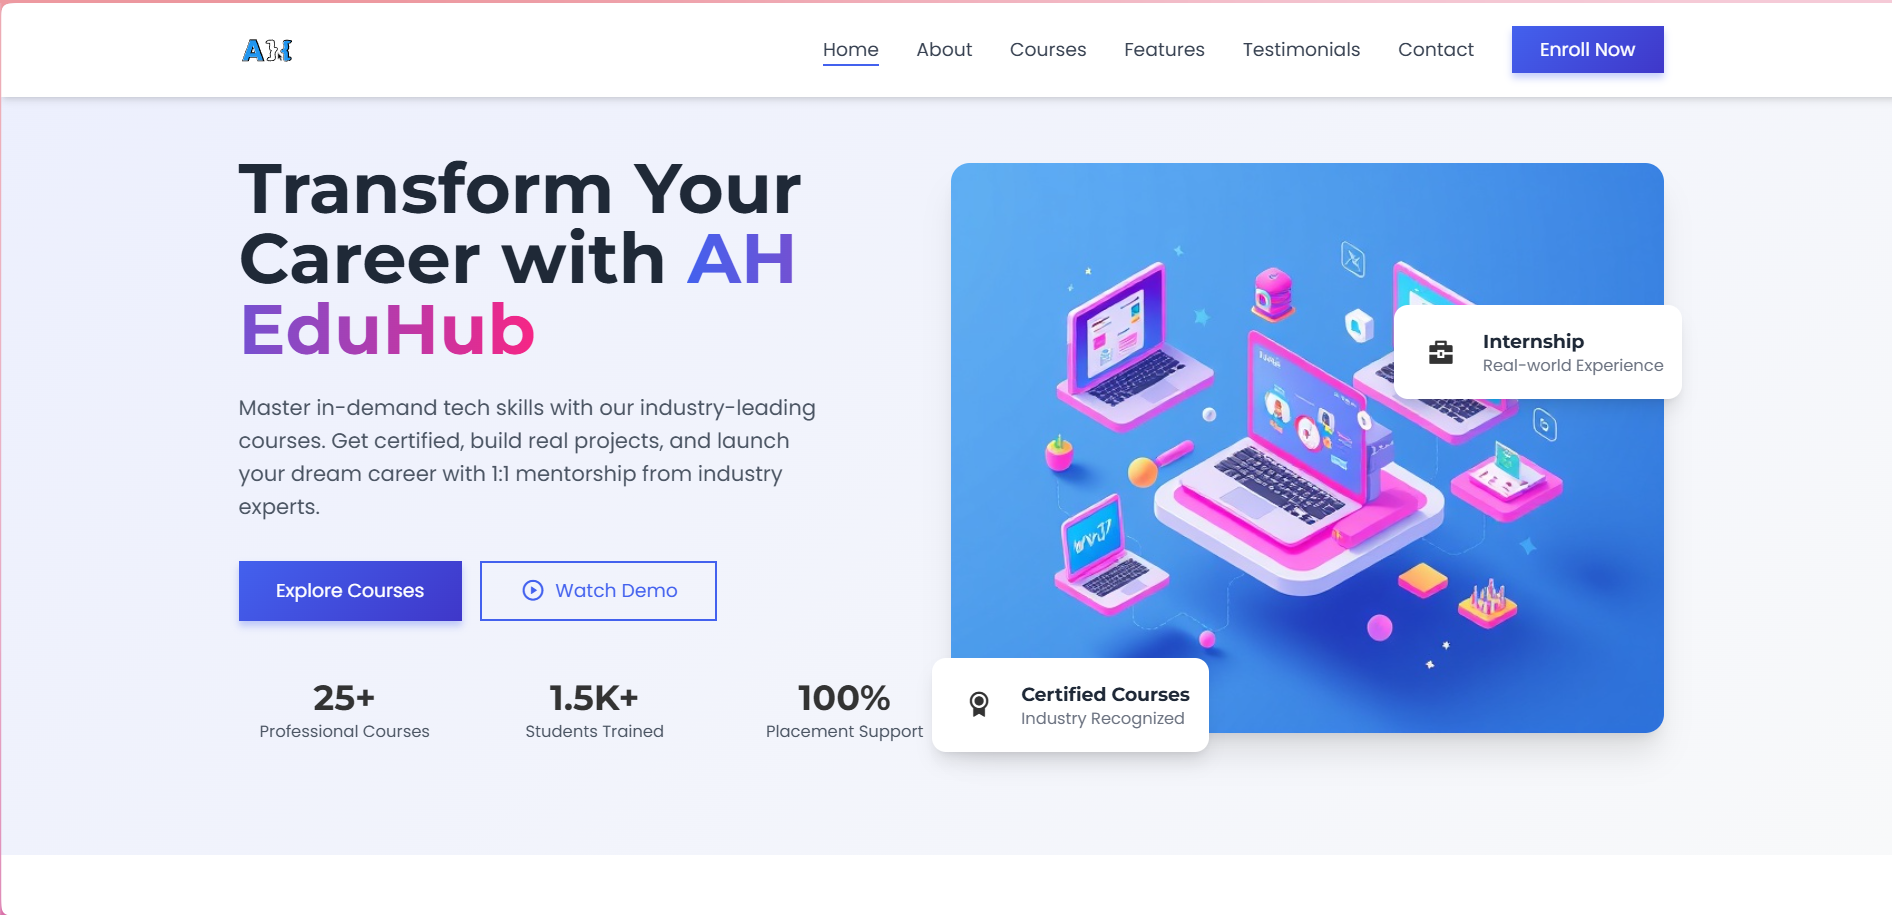 AH
Home About Courses Features Testimonials Contact Enroll Now
Transform Your
Career with AH
EduHub
Master in-demand tech skills with our industry-leading
courses. Get certified, build real projects, and launch
your dream career with 1:1 mentorship from industry
experts.
Explore Courses Watch Demo
25+ 1.5K+ 100%
Professional Courses Students Trained Placement Support
Internship
Real-world Experience
Certified Courses
Industry Recognized